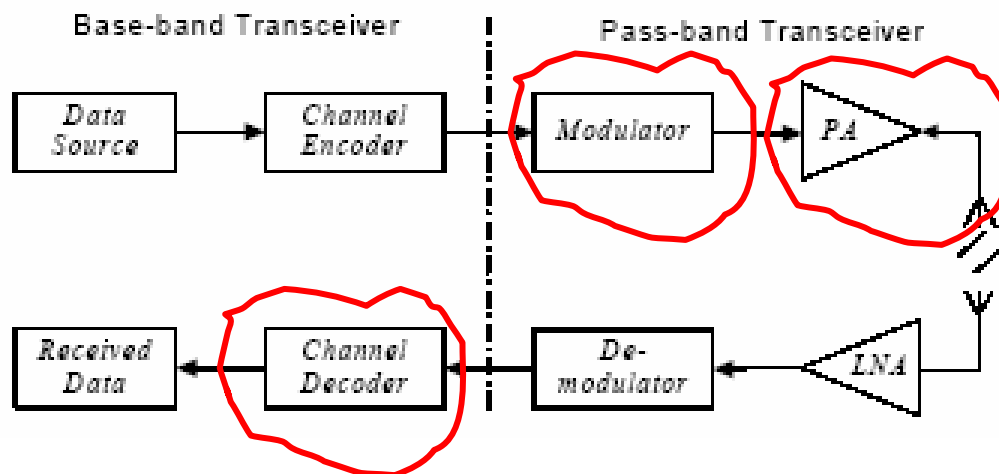 Base-band Transceiver
Pass-band Transceiver
Data
Source
Channel
Encoder
Modulator
PA
Received
Data
Channel
Decoder
De-
modulator
LNA